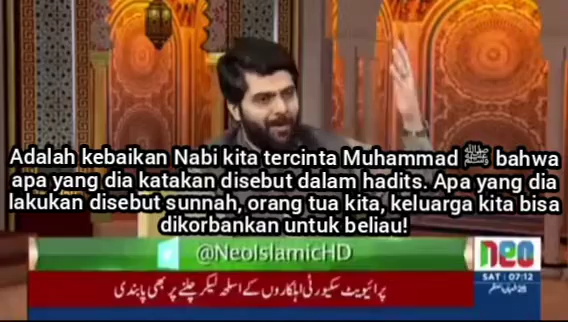 Adalah kebaikan Nabi kita tercinta Muhammad ﷺ bahwa
apa yang dia katakan disebut dalam hadits. Apa yang dia
lakukan disebut sunnah, orang tua kita, keluarga kita bisa
dikorbankan untuk beliau!
@NeoIslamicHD
neo
SAT 07:12
پرائیویٹ سکیورٹی اہلکاروں کے اسلحہ لیکر چلنے پر بھی پابندی